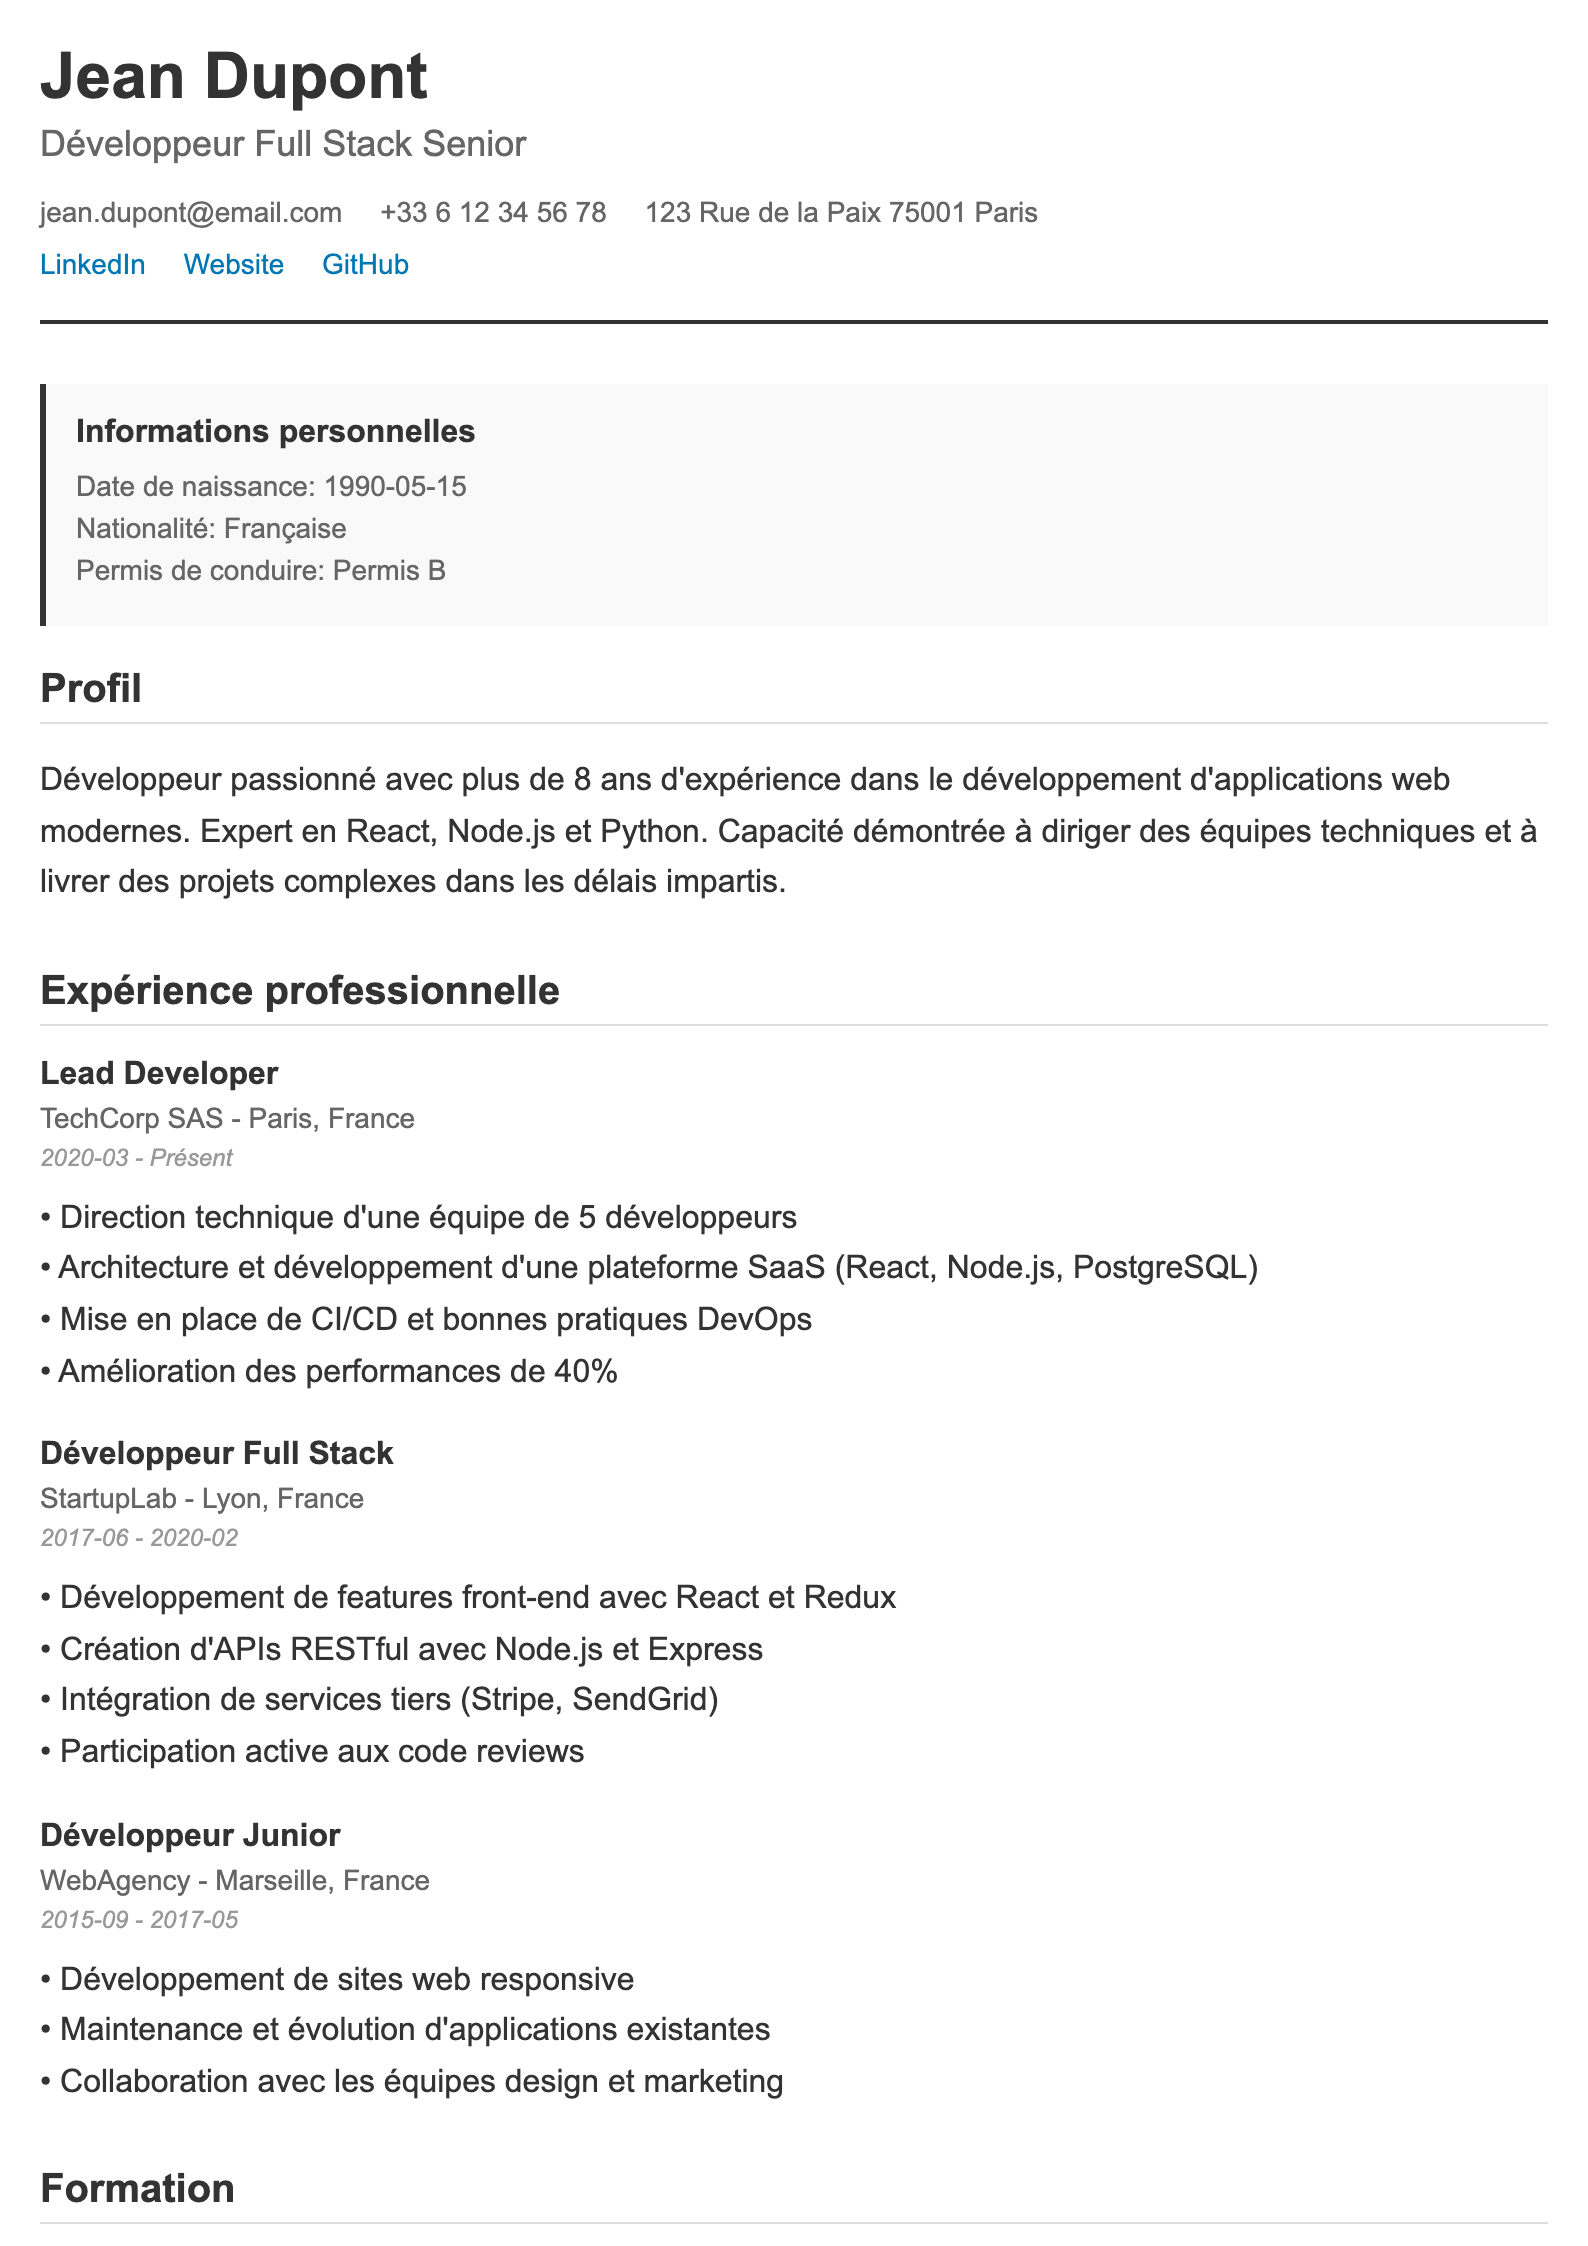 Jean Dupont
Développeur Full Stack Senior
jean.dupont@email.com +33 6 12 34 56 78 123 Rue de la Paix 75001 Paris
LinkedIn Website GitHub
Informations personnelles
Date de naissance: 1990-05-15
Nationalité: Française
Permis de conduire: Permis B
Profil
Développeur passionné avec plus de 8 ans d'expérience dans le développement d'applications web
modernes. Expert en React, Node.js et Python. Capacité démontrée à diriger des équipes techniques et à
livrer des projets complexes dans les délais impartis.
Expérience professionnelle
Lead Developer
TechCorp SAS - Paris, France
2020-03 - Présent
• Direction technique d'une équipe de 5 développeurs
• Architecture et développement d'une plateforme SaaS (React, Node.js, PostgreSQL)
• Mise en place de CI/CD et bonnes pratiques DevOps
• Amélioration des performances de 40%
Développeur Full Stack
StartupLab - Lyon, France
2017-06 - 2020-02
• Développement de features front-end avec React et Redux
• Création d'APIs RESTful avec Node.js et Express
• Intégration de services tiers (Stripe, SendGrid)
• Participation active aux code reviews
Développeur Junior
WebAgency - Marseille, France
2015-09 - 2017-05
• Développement de sites web responsive
• Maintenance et évolution d'applications existantes
• Collaboration avec les équipes design et marketing
Formation